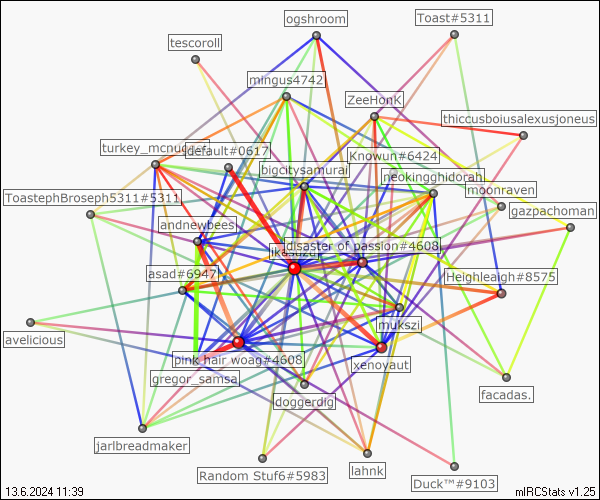 ogshroom
Toast#5311
tescoroll
mingus4742
ZeeHonK
thiccusboiusalexusjoneus
turkey_mcnugget
default#0617
Knowun#6424
bigcitysamurai
neokingghidorah
moonraven
ToastephBroseph5311#5311
gazpachoman
andnewbees
disaster of passion#4608
asad#6947
Heighleaigh#8575
mukszij
avelicious
pink hair woag#4608
xenoyaut
gregor_samsa
facadas.
doggerdig
jarlbreadmaker
lahnk
Random Stuf6#5983
Duck™#9103
13.6.2024 11:39
mIRCStats v1.25